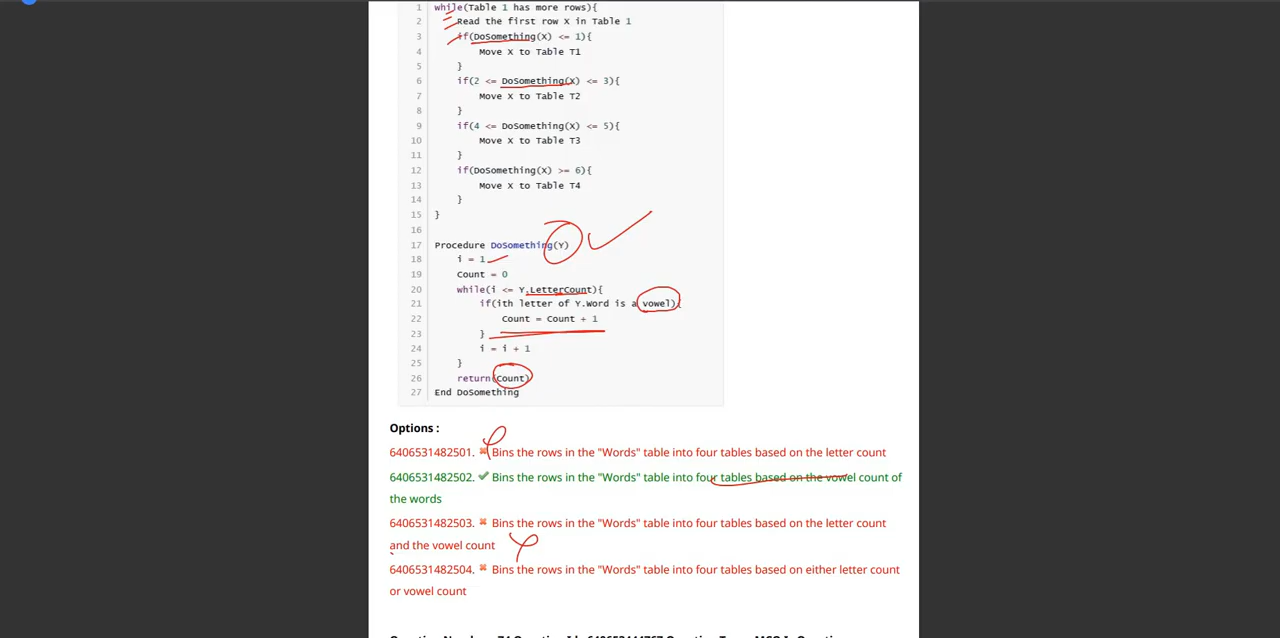 1 while(Table 1 has more rows){
2 Read the first row X in Table 1
3 if(DoSomething(X) <= 1){
4 Move X to Table T1
5 }
6 if(2 <= DoSomething(X) <= 3){
7 Move X to Table T2
8 }
9 if(4 <= DoSomething(X) <= 5){
10 Move X to Table T3
11 }
12 if(DoSomething(X) >= 6){
13 Move X to Table T4
14 }
15 }
16
17 Procedure DoSomething(Y)
18 i = 1
19 Count = 0
20 while(i <= Y.LetterCount){
21 if(ith letter of Y.Word is a vowel){
22 Count = Count + 1
23 }
24 i = i + 1
25 }
26 return(Count)
27 End DoSomething
Options :
6406531482501. Bins the rows in the "Words" table into four tables based on the letter count
6406531482502. Bins the rows in the "Words" table into four tables based on the vowel count of
the words
6406531482503. Bins the rows in the "Words" table into four tables based on the letter count
and the vowel count
6406531482504. Bins the rows in the "Words" table into four tables based on either letter count
or vowel count